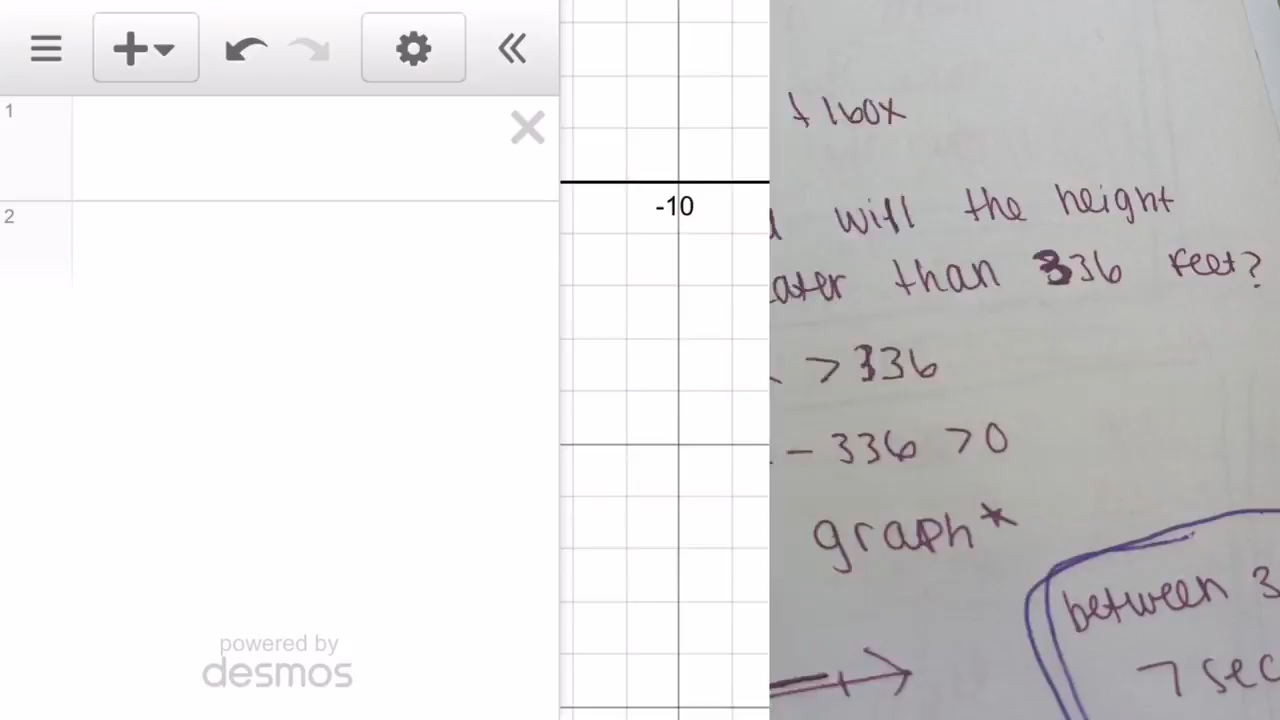 1
2
-10
powered by
desmos
+ 160x
will the height
ater than 336 feet?
> 336
- 336 > 0
graph*
between 3
7 sec